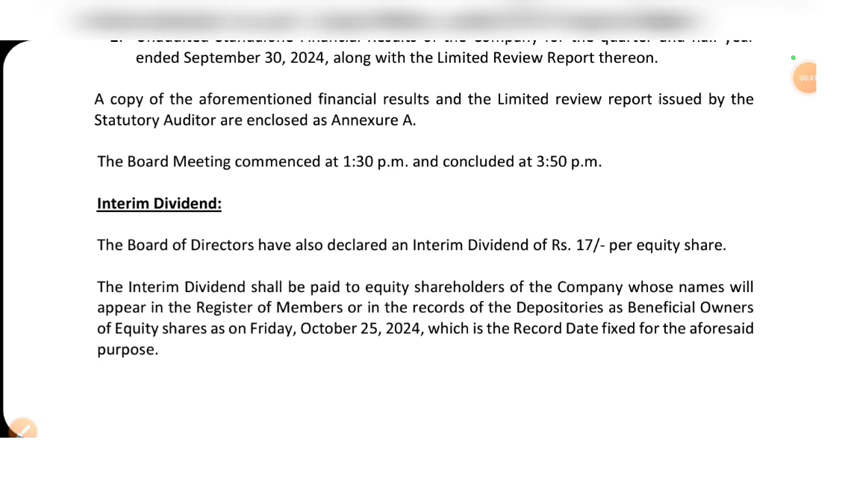 ended September 30, 2024, along with the Limited Review Report thereon.
A copy of the aforementioned financial results and the Limited review report issued by the
Statutory Auditor are enclosed as Annexure A.
The Board Meeting commenced at 1:30 p.m. and concluded at 3:50 p.m.
Interim Dividend:
The Board of Directors have also declared an Interim Dividend of Rs. 17/- per equity share.
The Interim Dividend shall be paid to equity shareholders of the Company whose names will
appear in the Register of Members or in the records of the Depositories as Beneficial Owners
of Equity shares as on Friday, October 25, 2024, which is the Record Date fixed for the aforesaid
purpose.